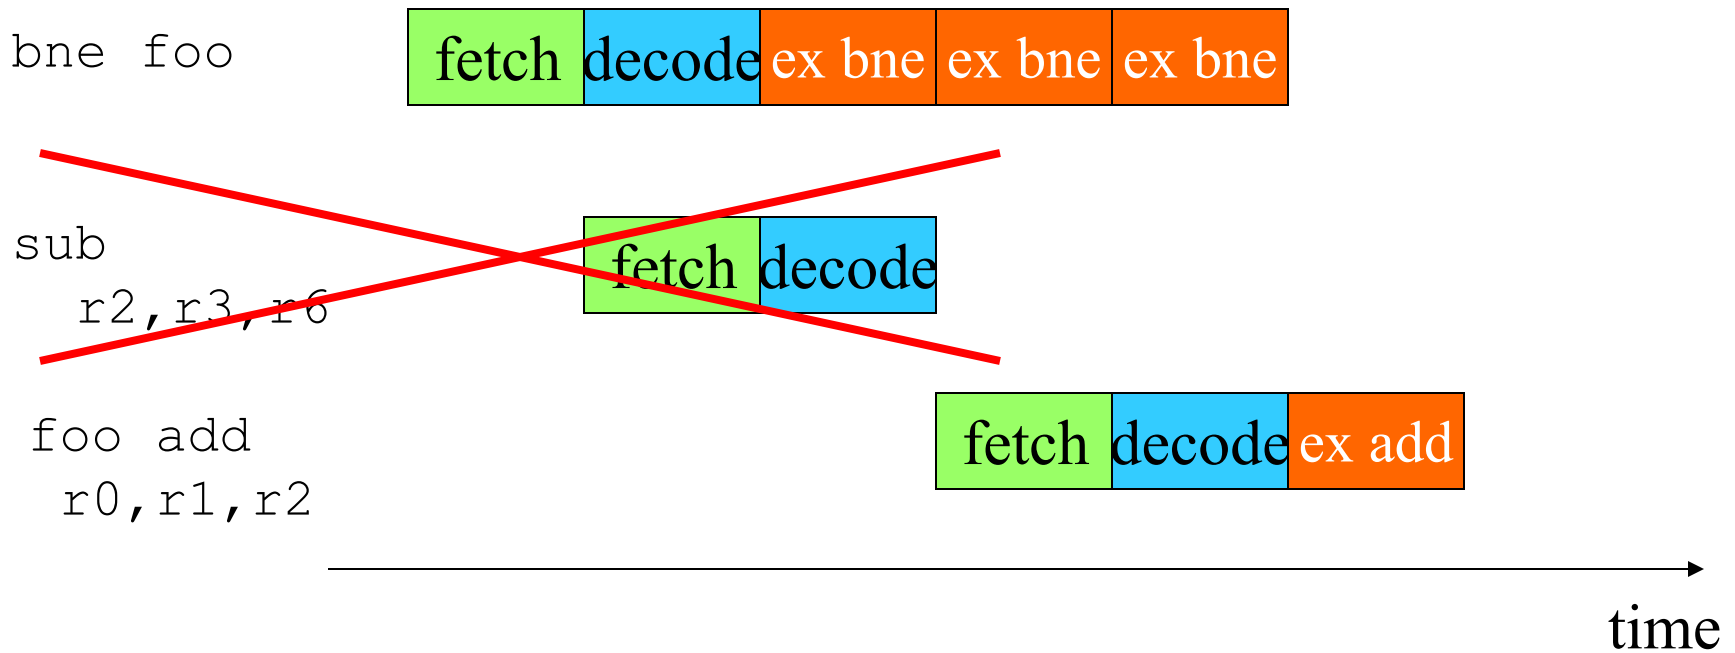 bne foo
fetch decode ex bne ex bne ex bne
sub
r2,r3,r6
fetch decode
foo add
r0,r1,r2
fetch decode ex add
time